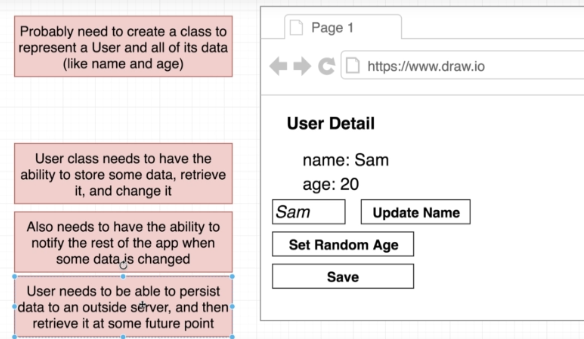 Probably need to create a class to
represent a User and all of its data
(like name and age)
User class needs to have the
ability to store some data, retrieve
it, and change it
Also needs to have the ability to
notify the rest of the app when
some data is changed
User needs to be able to persist
data to an outside server, and then
retrieve it at some future point
Page 1
https://www.draw.io
User Detail
name: Sam
age: 20
Sam
Update Name
Set Random Age
Save